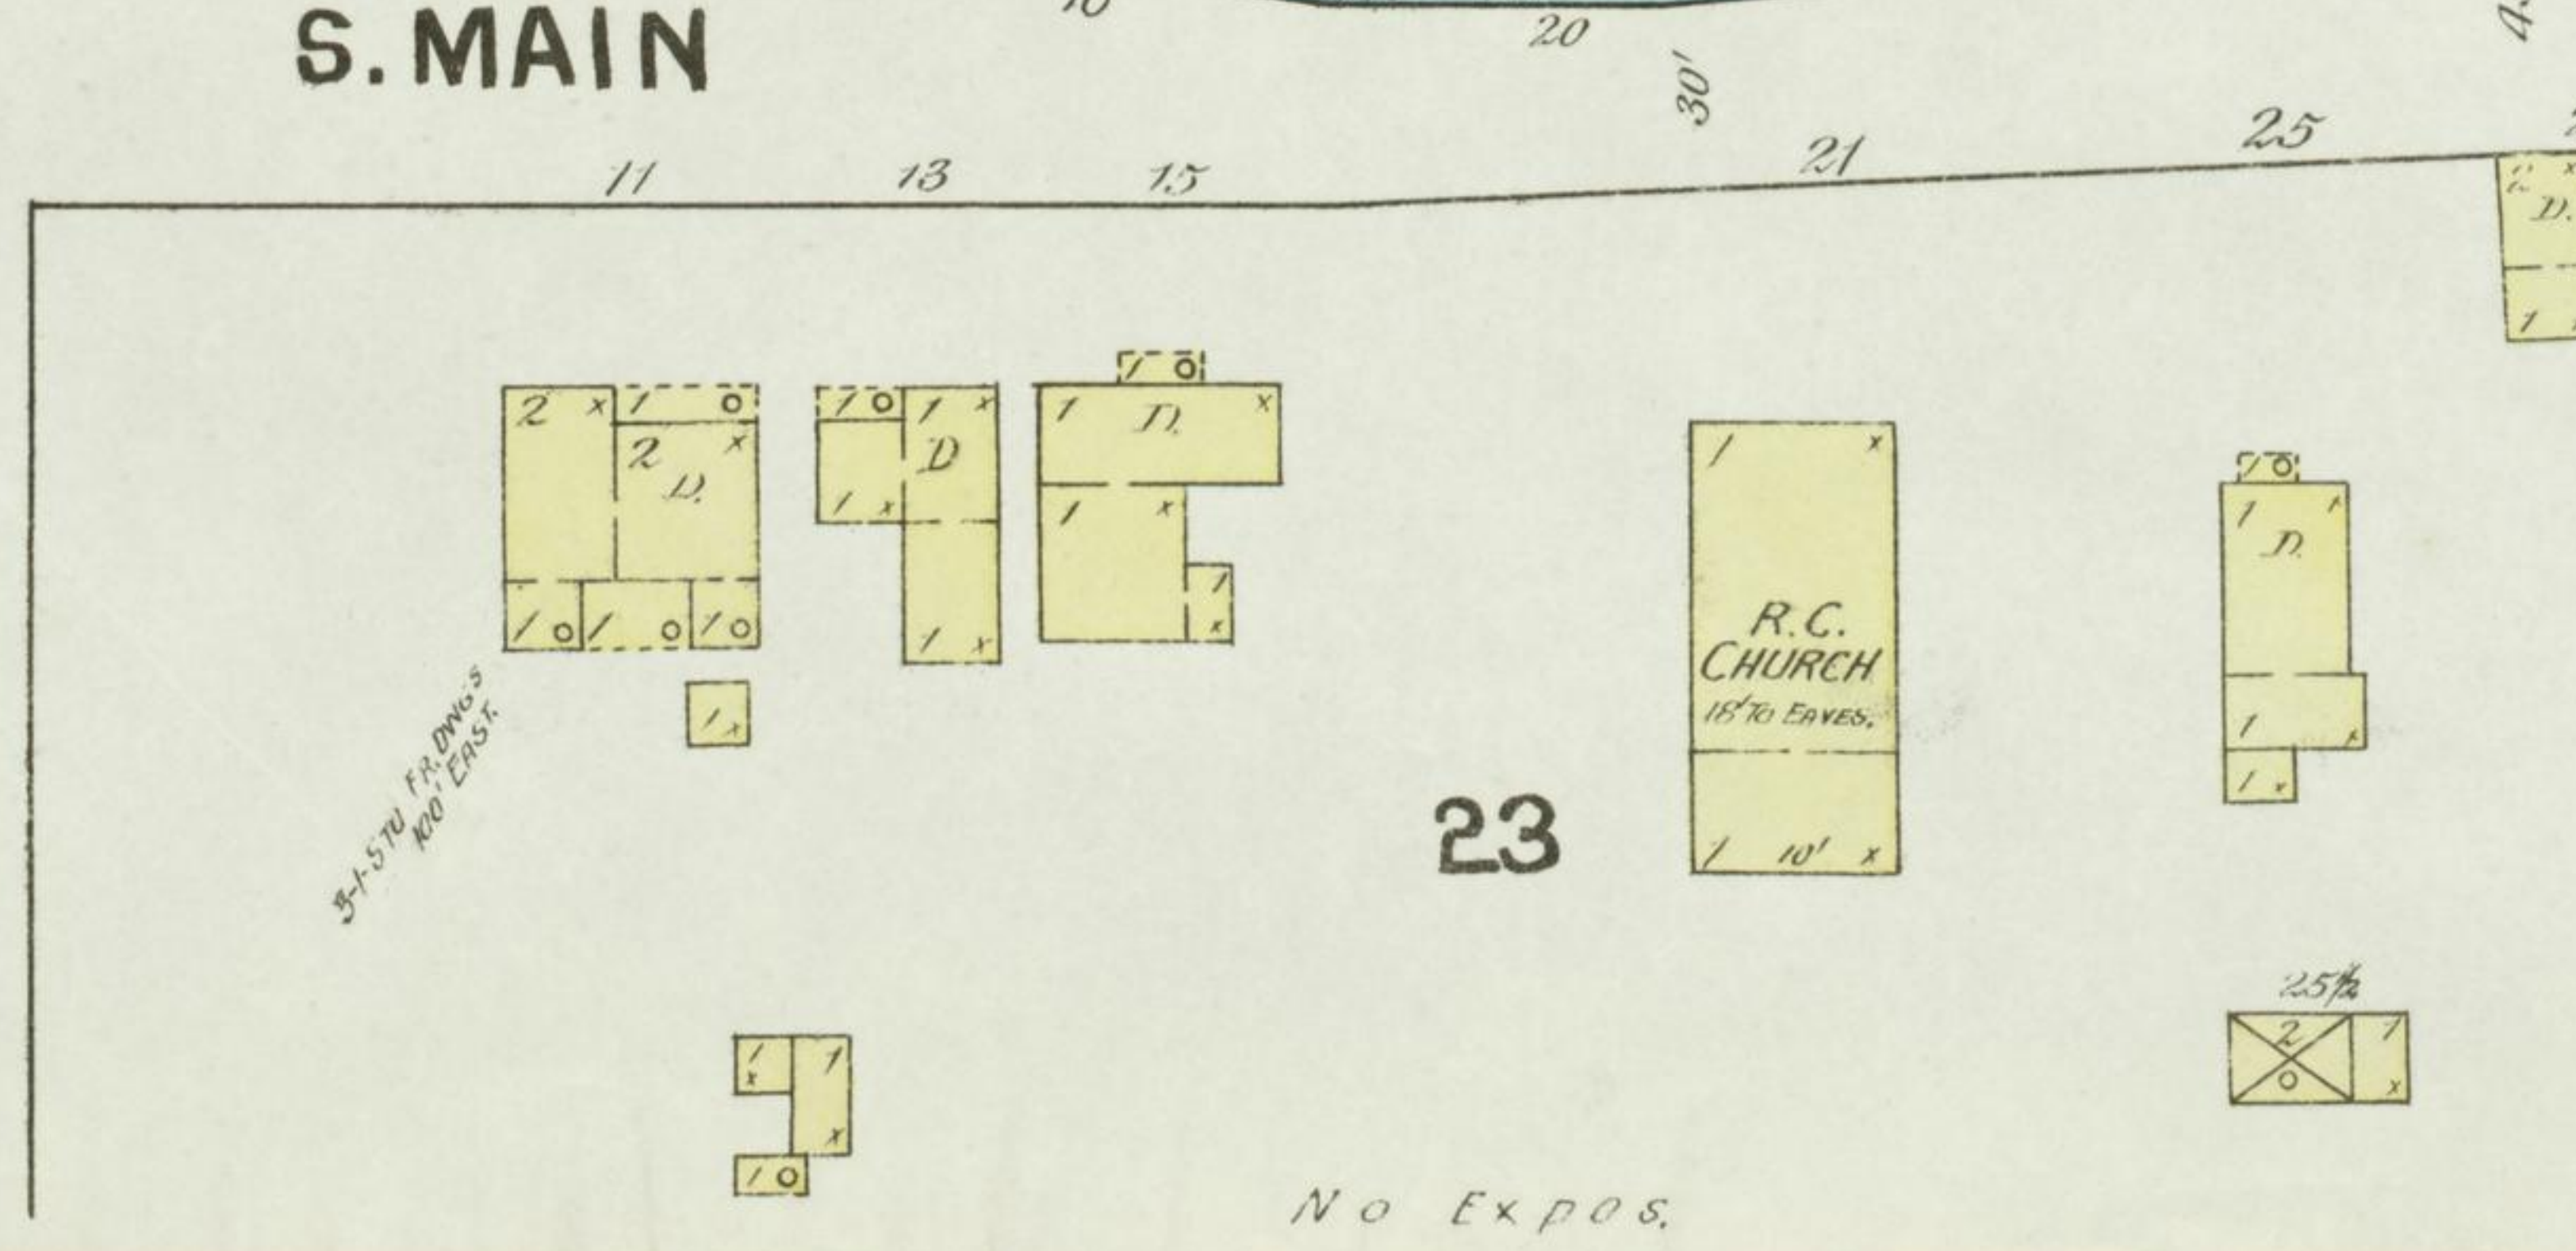 S. MAIN
20
30'
11
13
15
21
25
2 x
D.
1
1 O
2 x
1 O
2 x
D.
1 O
1 O
1 O
1 x
1 O
1 x
D
1 x
1 x
1 O
1 x
D.
1 x
1 x
1 x
R.C.
CHURCH
18' TO EAVES.
1 10' x
1 O
1 x
D.
1 x
1 x
3-1-STY FR. DWGS
100' EAST.
23
25½
2
O
1
x
1
x
1
x
1 O
No Expos.